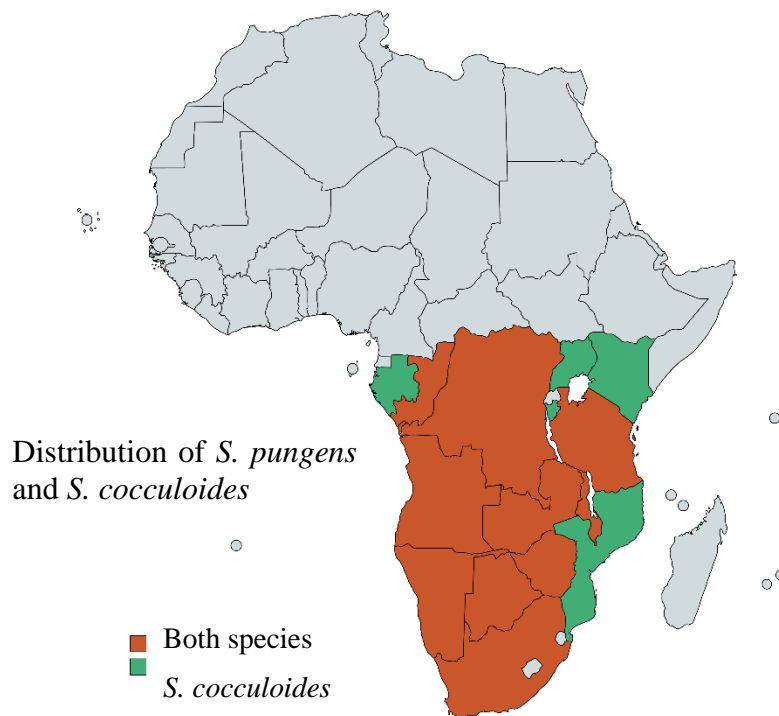 Distribution of S. pungens
and S. cocculoides
Both species
S. cocculoides